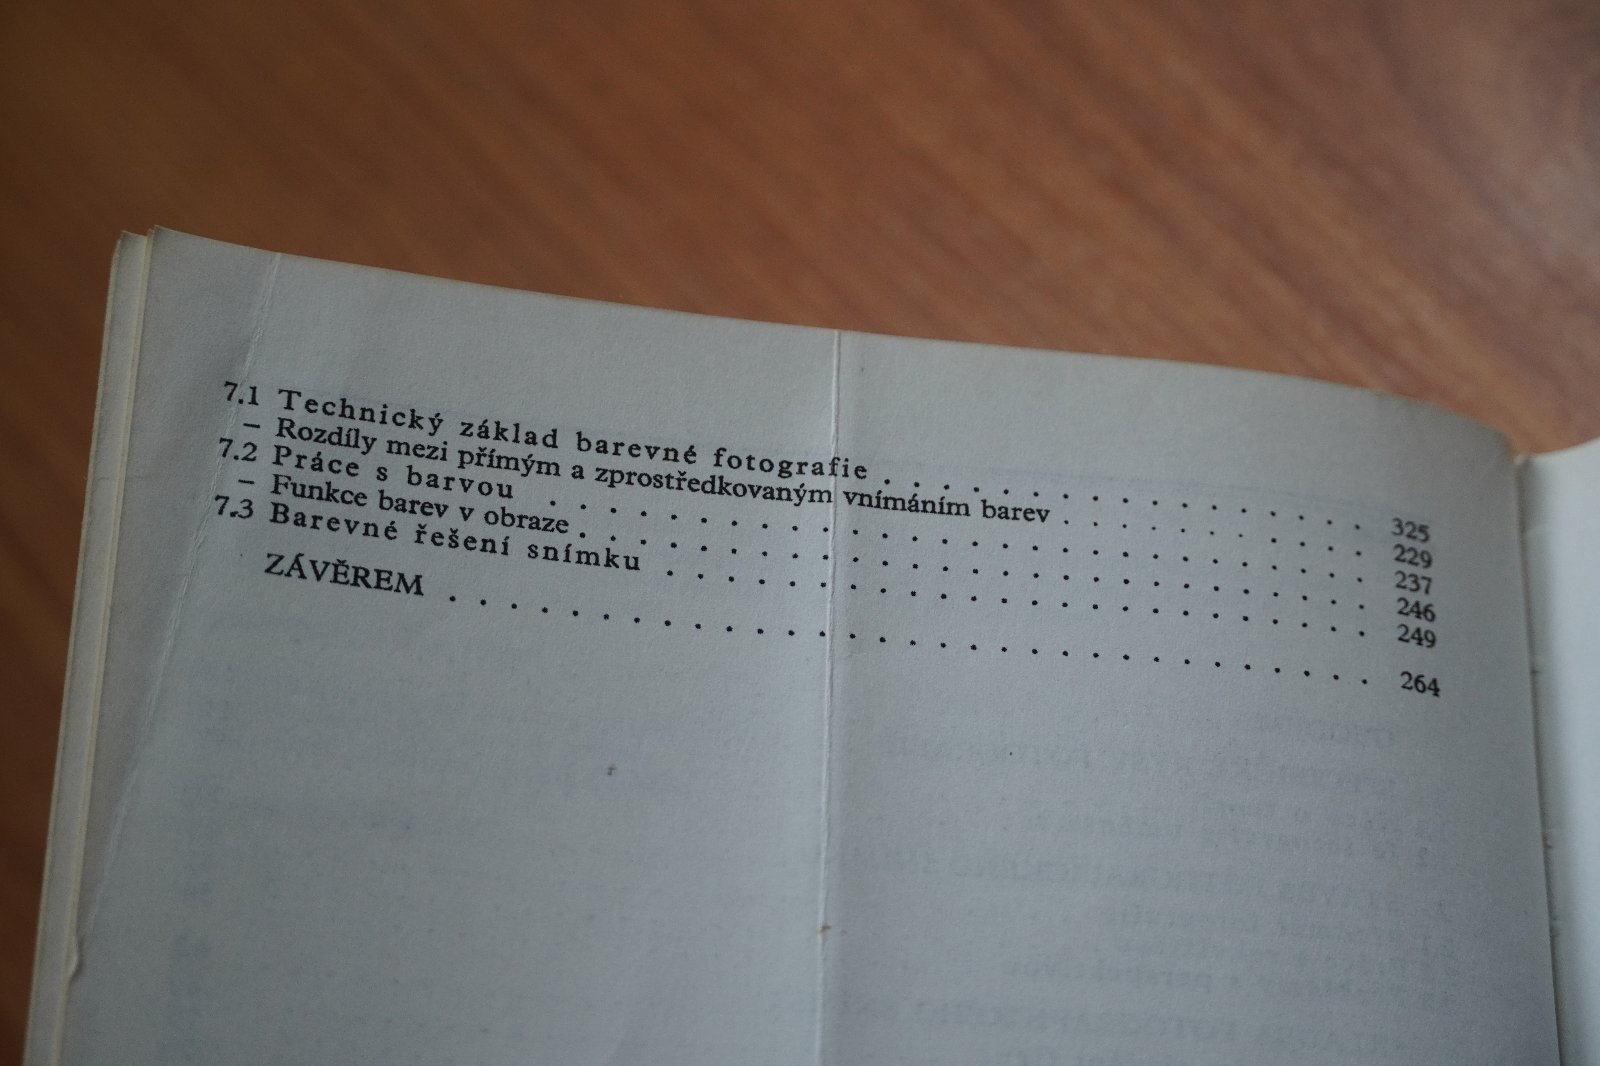 7.1 Technický základ barevné fotografie . . . . . . . . . . . . . . . . . 325
– Rozdíly mezi přímým a zprostředkovaným vnímáním barev . . . . . . . . . . . 229
7.2 Práce s barvou . . . . . . . . . . . . . . . . . . . . . . . . . . . . 237
– Funkce barev v obraze . . . . . . . . . . . . . . . . . . . . . . . . . . . 246
7.3 Barevné řešení snímku . . . . . . . . . . . . . . . . . . . . . . . . 249
ZÁVĚREM . . . . . . . . . . . . . . . . . . . . . . . . . . . . . . . 264